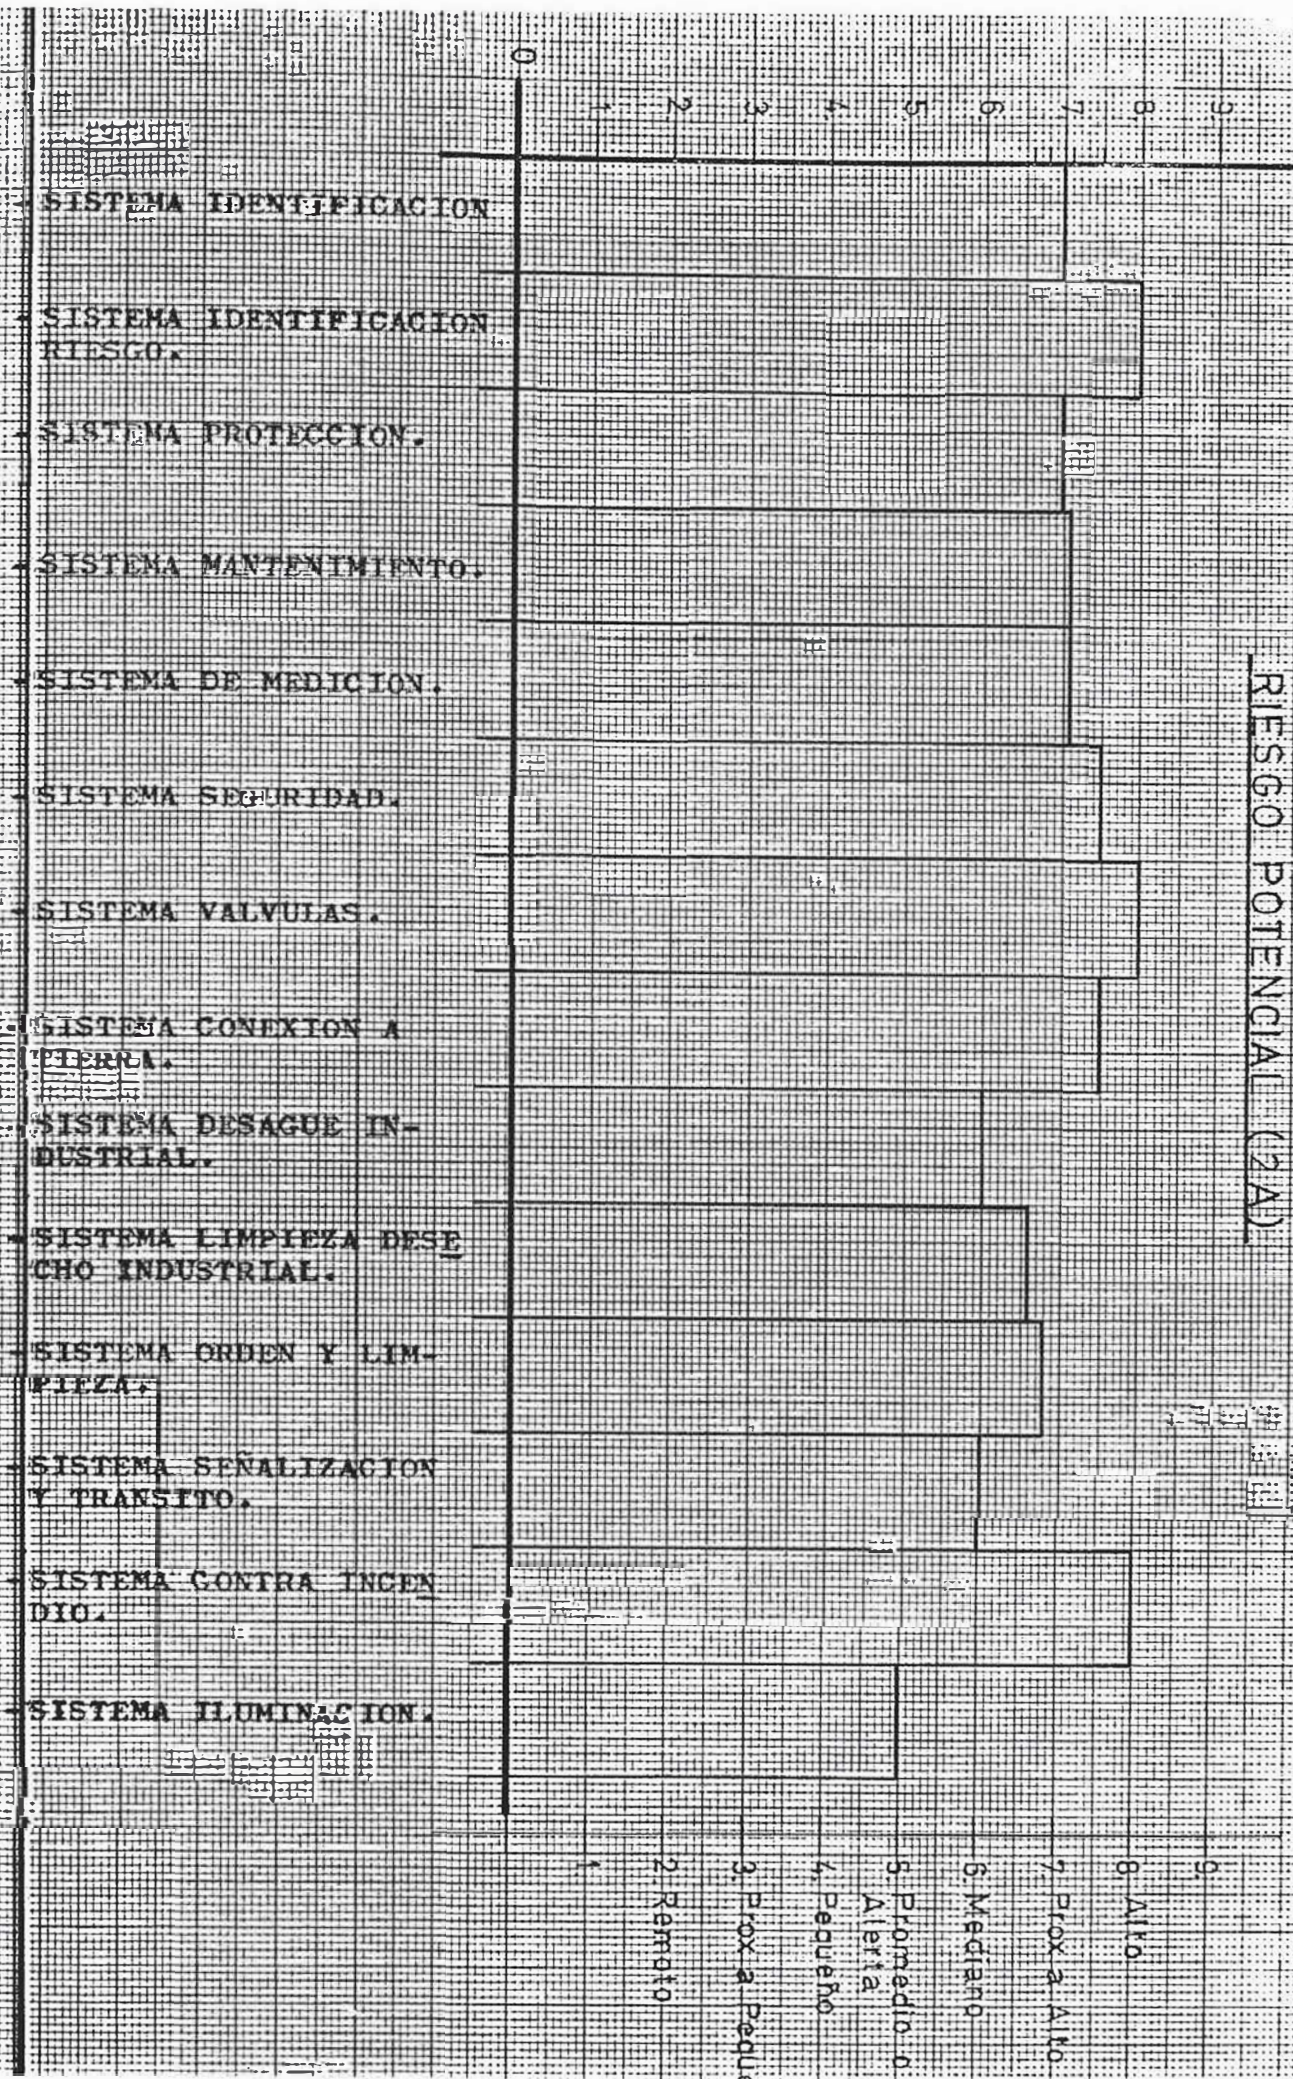 RIESGO POTENCIAL (2A)
9
8
7
6
5
4
3
2
1
0
SISTEMA IDENTIFICACION
SISTEMA IDENTIFICACION
RIESGO.
SISTEMA PROTECCION.
SISTEMA MANTENIMIENTO.
SISTEMA DE MEDICION.
SISTEMA SEGURIDAD.
SISTEMA VALVULAS.
SISTEMA CONEXION A
TIERRA.
SISTEMA DESAGUE IN-
DUSTRIAL.
SISTEMA LIMPIEZA DESE
CHO INDUSTRIAL.
SISTEMA ORDEN Y LIM-
PIEZA.
SISTEMA SEÑALIZACION
Y TRANSITO.
SISTEMA CONTRA INCEN
DIO.
SISTEMA ILUMINACION.
9.
8. Alto
7. Prox a Alto
6. Mediano
5. Promedio o
Alerta
4. Pequeño
3. Prox a Pequ
2. Remoto
1